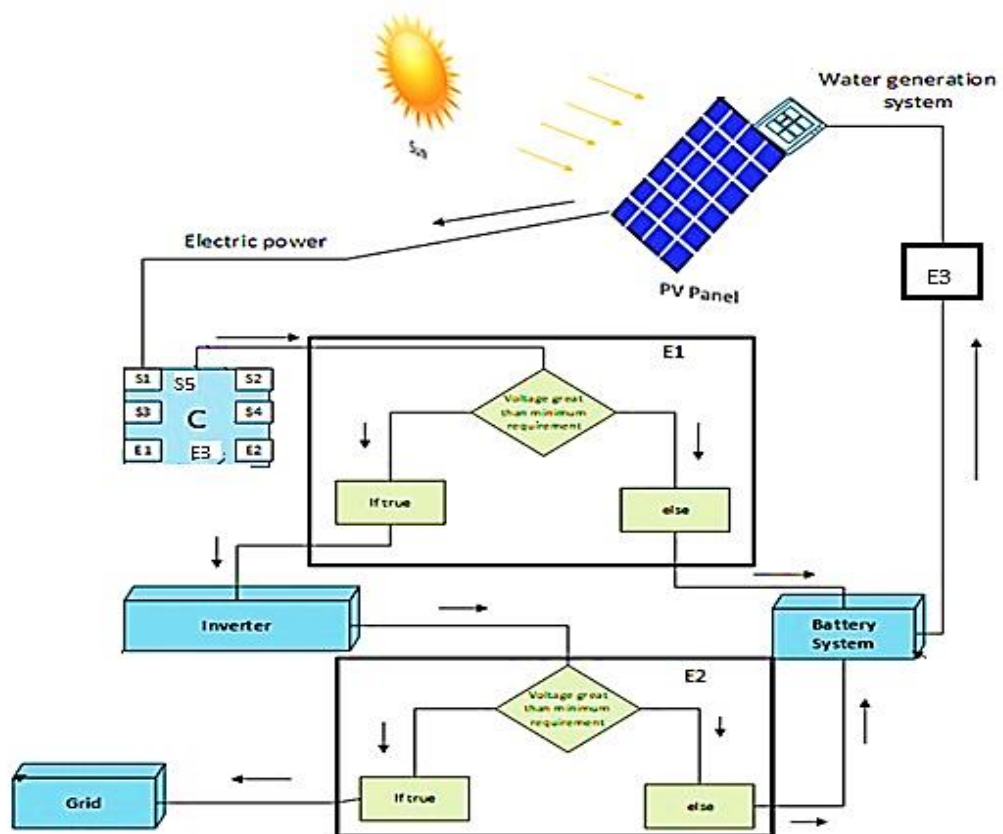 Sun
Water generation
system
Electric power
PV Panel
E3
S1
S5
S2
S3
C
S4
E1
E3
E2
E1
Voltage great
than minimum
requirement
If true
else
Inverter
Battery
System
E2
Voltage great
than minimum
requirement
If true
else
Grid